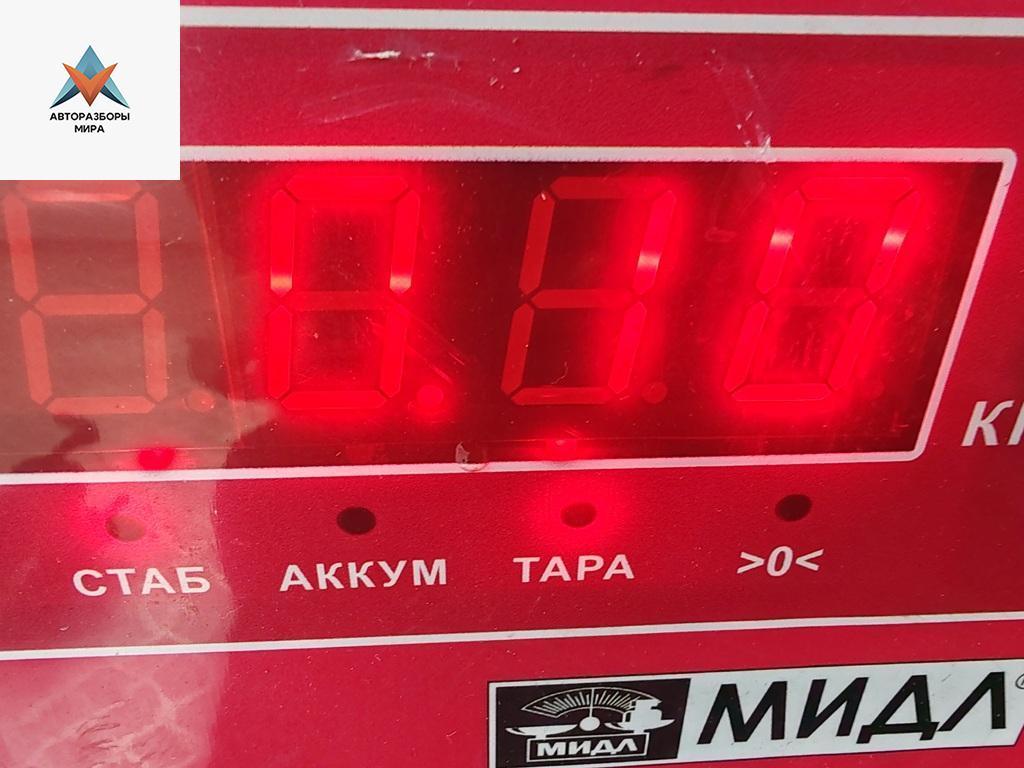 АВТОРАЗБОРЫ
МИРА
0.10
СТАБ АККУМ ТАРА >0<
МИДЛ МИДЛ